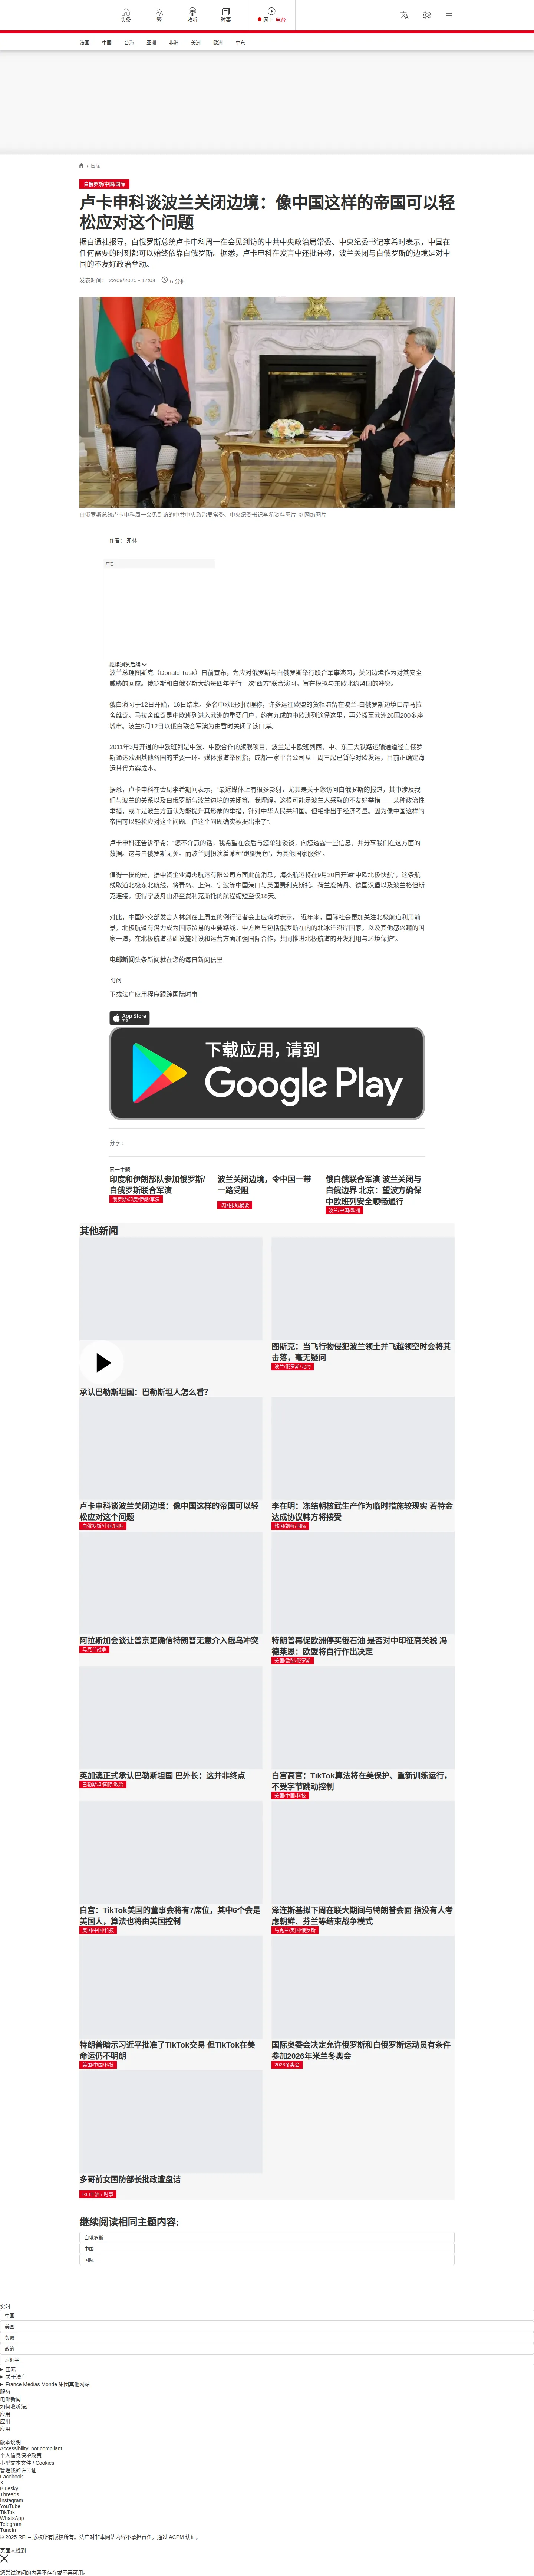 头条
繁
收听
时事
网上 电台
法国
中国
台海
亚洲
非洲
美洲
欧洲
中东
/ 国际
白俄罗斯/中国/国际
卢卡申科谈波兰关闭边境：像中国这样的帝国可以轻
松应对这个问题
据白通社报导，白俄罗斯总统卢卡申科周一在会见到访的中共中央政治局常委、中央纪委书记李希时表示，中国在
任何需要的时刻都可以始终依靠白俄罗斯。据悉，卢卡申科在发言中还批评称，波兰关闭与白俄罗斯的边境是对中
国的不友好政治举动。
发表时间： 22/09/2025 - 17:04
6 分钟
白俄罗斯总统卢卡申科周一会见到访的中共中央政治局常委、中央纪委书记李希资料图片 © 网络图片
作者： 弗林
广告
继续浏览后续
波兰总理图斯克（Donald Tusk）日前宣布，为应对俄罗斯与白俄罗斯举行联合军事演习，关闭边境作为对其安全
威胁的回应。俄罗斯和白俄罗斯大约每四年举行一次“西方”联合演习，旨在模拟与东欧北约盟国的冲突。
俄白演习于12日开始，16日结束。多名中欧班列代理称，许多运往欧盟的货柜滞留在波兰-白俄罗斯边境口岸马拉
舍维奇。马拉舍维奇是中欧班列进入欧洲的重要门户，约有九成的中欧班列途径这里，再分拨至欧洲26国200多座
城市。波兰9月12日以俄白联合军演为由暂时关闭了该口岸。
2011年3月开通的中欧班列是中波、中欧合作的旗舰项目，波兰是中欧班列西、中、东三大铁路运输通道径白俄罗
斯通达欧洲其他各国的重要一环。媒体报道举例指，成都一家平台公司从上周三起已暂停对欧发运，目前正确定海
运替代方案成本。
据悉，卢卡申科在会见李希期间表示，“最近媒体上有很多影射，尤其是关于您访问白俄罗斯的报道，其中涉及我
们与波兰的关系以及白俄罗斯与波兰边境的关闭等。我理解，这很可能是波兰人采取的不友好举措——某种政治性
举措，或许是波兰方面认为能提升其形象的举措，针对中华人民共和国。但绝非出于经济考量。因为像中国这样的
帝国可以轻松应对这个问题。但这个问题确实被提出来了”。
卢卡申科还告诉李希：“您不介意的话，我希望在会后与您单独谈谈，向您透露一些信息，并分享我们在这方面的
数据。这与白俄罗斯无关。而波兰则扮演着某种‘跑腿角色’，为其他国家服务”。
值得一提的是，据中资企业海杰航运有限公司方面此前消息，海杰航运将在9月20日开通“中欧北极快航”，这条航
线取道北极东北航线，将青岛、上海、宁波等中国港口与英国费利克斯托、荷兰鹿特丹、德国汉堡以及波兰格但斯
克连接，使得宁波舟山港至费利克斯托的航程缩短至仅18天。
对此，中国外交部发言人林剑在上周五的例行记者会上应询时表示，“近年来，国际社会更加关注北极航道利用前
景，北极航道有潜力成为国际贸易的重要路线。中方愿与包括俄罗斯在内的北冰洋沿岸国家，以及其他感兴趣的国
家一道，在北极航道基础设施建设和运营方面加强国际合作，共同推进北极航道的开发利用与环境保护”。
电邮新闻头条新闻就在您的每日新闻信里
订阅
下载法广应用程序跟踪国际时事
App Store
下载应用，请到
Google Play
分享 :
同一主题
印度和伊朗部队参加俄罗斯/
白俄罗斯联合军演
俄罗斯/印度/伊朗/军演
波兰关闭边境，令中国一带
一路受阻
法国报纸摘要
俄白俄联合军演 波兰关闭与
白俄边界 北京：望波方确保
中欧班列安全顺畅通行
波兰/中国/欧洲
其他新闻
承认巴勒斯坦国：巴勒斯坦人怎么看？
图斯克：当飞行物侵犯波兰领土并飞越领空时会将其
击落，毫无疑问
波兰/俄罗斯/北约
卢卡申科谈波兰关闭边境：像中国这样的帝国可以轻
松应对这个问题
白俄罗斯/中国/国际
李在明：冻结朝核武生产作为临时措施较现实 若特金
达成协议韩方将接受
韩国/朝鲜/国际
阿拉斯加会谈让普京更确信特朗普无意介入俄乌冲突
乌克兰战争
特朗普再促欧洲停买俄石油 是否对中印征高关税 冯
德莱恩：欧盟将自行作出决定
美国/欧盟/俄罗斯
英加澳正式承认巴勒斯坦国 巴外长：这并非终点
巴勒斯坦/国际/政治
白宫高官：TikTok算法将在美保护、重新训练运行，
不受字节跳动控制
美国/中国/科技
白宫：TikTok美国的董事会将有7席位，其中6个会是
美国人，算法也将由美国控制
美国/中国/科技
泽连斯基拟下周在联大期间与特朗普会面 指没有人考
虑朝鲜、芬兰等结束战争模式
乌克兰/美国/俄罗斯
特朗普暗示习近平批准了TikTok交易 但TikTok在美
命运仍不明朗
美国/中国/科技
国际奥委会决定允许俄罗斯和白俄罗斯运动员有条件
参加2026年米兰冬奥会
2026冬奥会
多哥前女国防部长批政遭盘诘
RFI非洲 / 时事
继续阅读相同主题内容:
白俄罗斯
中国
国际
实时
中国
美国
贸易
政治
习近平
国际
关于法广
France Médias Monde 集团其他网站
服务
电邮新闻
如何收听法广
应用
应用
应用
版本说明
Accessibility: not compliant
个人信息保护政策
小型文本文件 / Cookies
管理我的许可证
Facebook
X
Bluesky
Threads
Instagram
YouTube
TikTok
WhatsApp
Telegram
TuneIn
© 2025 RFI – 版权所有版权所有。法广对非本网站内容不承担责任。通过 ACPM 认证。
页面未找到
您尝试访问的内容不存在或不再可用。